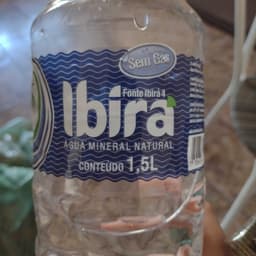 Sem Gás
Fonte Ibirá 4
Ibirá
ÁGUA MINERAL NATURAL
CONTEÚDO 1,5L